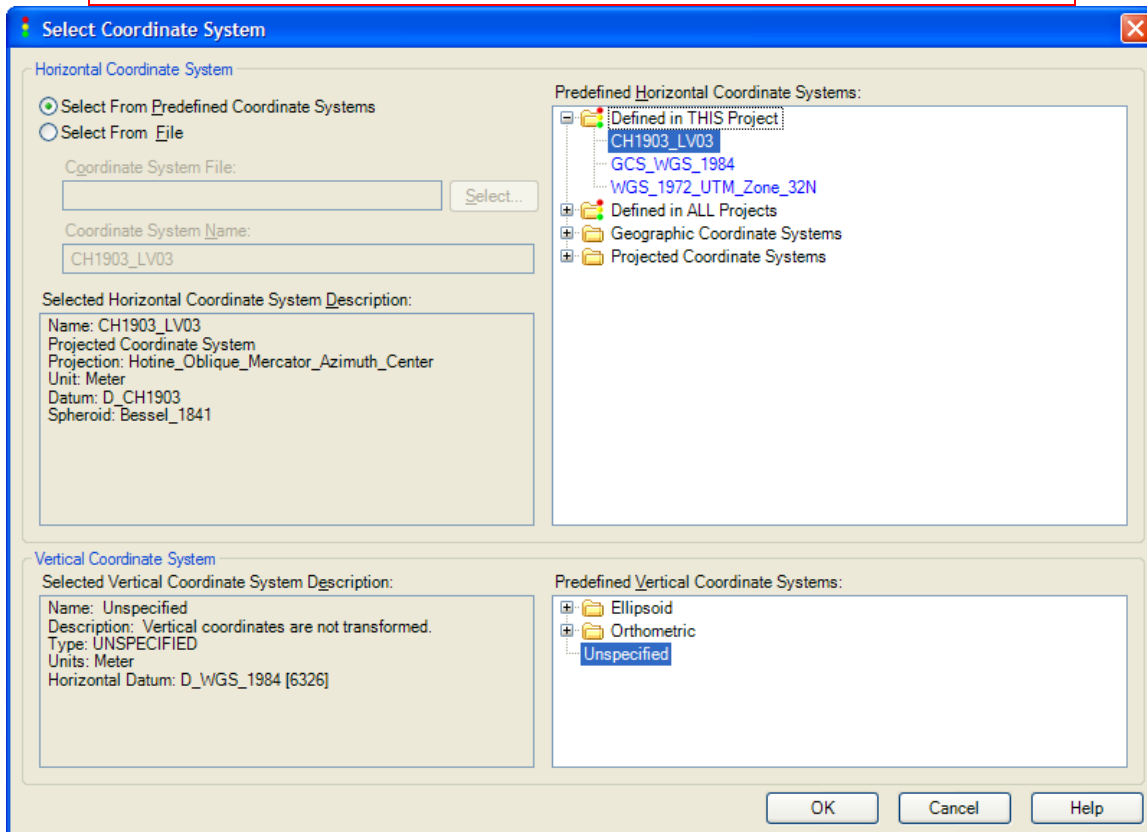 Select Coordinate System
Horizontal Coordinate System
Select From Predefined Coordinate Systems
Select From File
Coordinate System File:
Select...
Coordinate System Name:
CH1903_LV03
Selected Horizontal Coordinate System Description:
Name: CH1903_LV03
Projected Coordinate System
Projection: Hotine_Oblique_Mercator_Azimuth_Center
Unit: Meter
Datum: D_CH1903
Spheroid: Bessel_1841
Predefined Horizontal Coordinate Systems:
Defined in THIS Project
CH1903_LV03
GCS_WGS_1984
WGS_1972_UTM_Zone_32N
Defined in ALL Projects
Geographic Coordinate Systems
Projected Coordinate Systems
Vertical Coordinate System
Selected Vertical Coordinate System Description:
Name: Unspecified
Description: Vertical coordinates are not transformed.
Type: UNSPECIFIED
Units: Meter
Horizontal Datum: D_WGS_1984 [6326]
Predefined Vertical Coordinate Systems:
Ellipsoid
Orthometric
Unspecified
OK
Cancel
Help